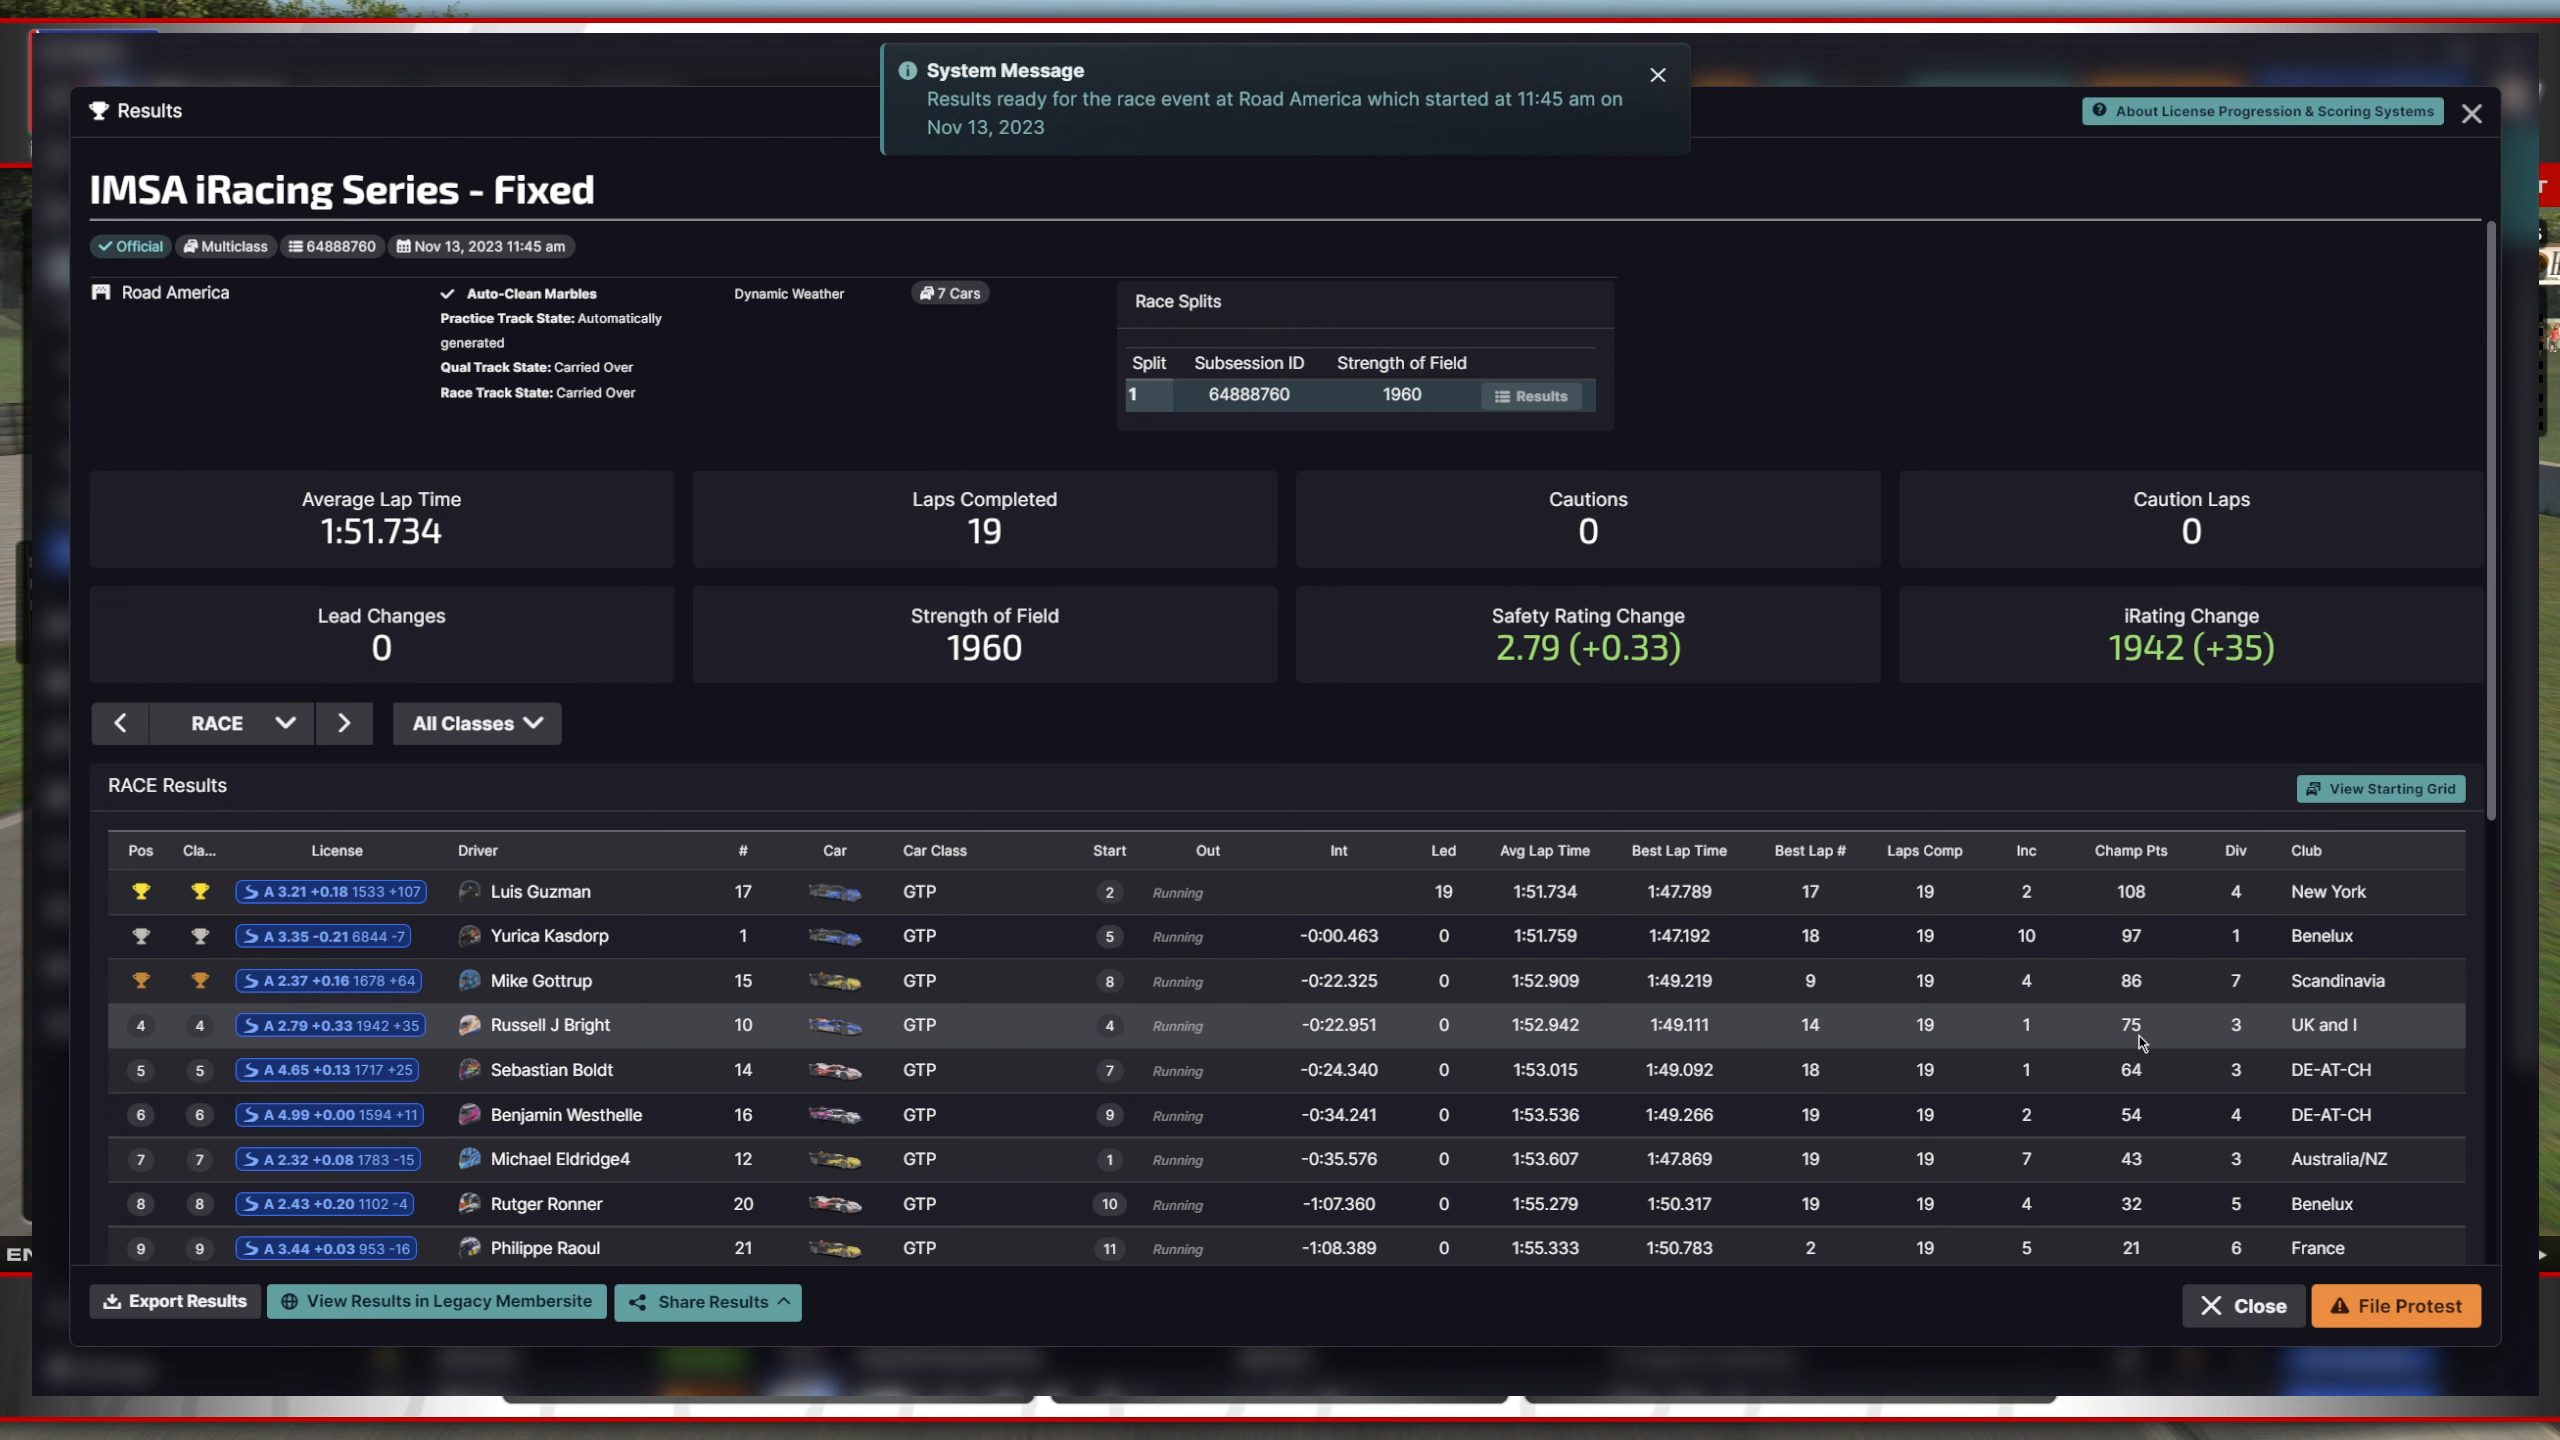 System Message
Results ready for the race event at Road America which started at 11:45 am on
Nov 13, 2023
Results
About License Progression & Scoring Systems
IMSA iRacing Series - Fixed
Official
Multiclass
64888760
Nov 13, 2023 11:45 am
Road America
Auto-Clean Marbles
Practice Track State: Automatically
generated
Qual Track State: Carried Over
Race Track State: Carried Over
Dynamic Weather
7 Cars
Race Splits
Split Subsession ID Strength of Field
1 64888760 1960 Results
Average Lap Time
1:51.734
Laps Completed
19
Cautions
0
Caution Laps
0
Lead Changes
0
Strength of Field
1960
Safety Rating Change
2.79 (+0.33)
iRating Change
1942 (+35)
RACE
All Classes
RACE Results
View Starting Grid
Pos Cla... License Driver # Car Car Class Start Out Int Led Avg Lap Time Best Lap Time Best Lap # Laps Comp Inc Champ Pts Div Club
A 3.21 +0.18 1533 +107 Luis Guzman 17 GTP 2 Running 19 1:51.734 1:47.789 17 19 2 108 4 New York
A 3.35 -0.21 6844 -7 Yurica Kasdorp 1 GTP 5 Running -0:00.463 0 1:51.759 1:47.192 18 19 10 97 1 Benelux
A 2.37 +0.16 1678 +64 Mike Gottrup 15 GTP 8 Running -0:22.325 0 1:52.909 1:49.219 9 19 4 86 7 Scandinavia
4 4 A 2.79 +0.33 1942 +35 Russell J Bright 10 GTP 4 Running -0:22.951 0 1:52.942 1:49.111 14 19 1 75 3 UK and I
5 5 A 4.65 +0.13 1717 +25 Sebastian Boldt 14 GTP 7 Running -0:24.340 0 1:53.015 1:49.092 18 19 1 64 3 DE-AT-CH
6 6 A 4.99 +0.00 1594 +11 Benjamin Westhelle 16 GTP 9 Running -0:34.241 0 1:53.536 1:49.266 19 19 2 54 4 DE-AT-CH
7 7 A 2.32 +0.08 1783 -15 Michael Eldridge4 12 GTP 1 Running -0:35.576 0 1:53.607 1:47.869 19 19 7 43 3 Australia/NZ
8 8 A 2.43 +0.20 1102 -4 Rutger Ronner 20 GTP 10 Running -1:07.360 0 1:55.279 1:50.317 19 19 4 32 5 Benelux
9 9 A 3.44 +0.03 953 -16 Philippe Raoul 21 GTP 11 Running -1:08.389 0 1:55.333 1:50.783 2 19 5 21 6 France
EN
Export Results
View Results in Legacy Membersite
Share Results
Close
File Protest